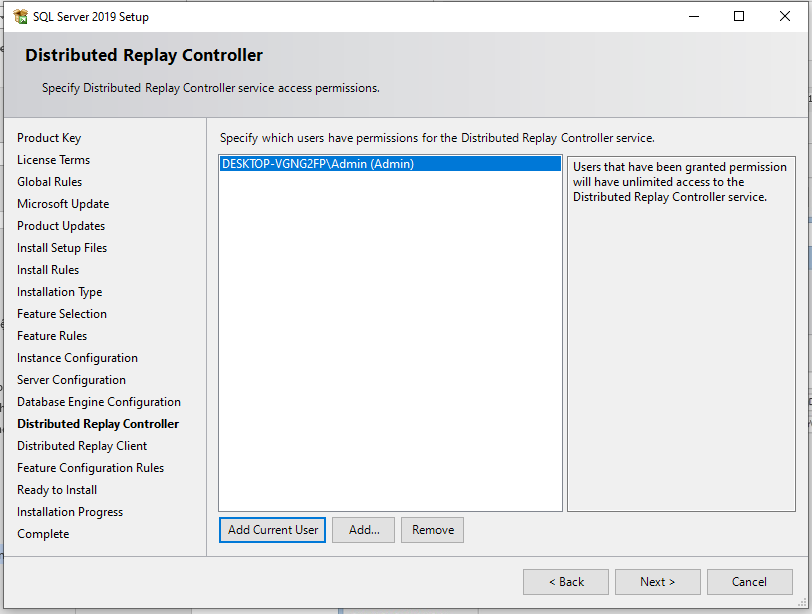 SQL Server 2019 Setup
Distributed Replay Controller
Specify Distributed Replay Controller service access permissions.
Product Key
License Terms
Global Rules
Microsoft Update
Product Updates
Install Setup Files
Install Rules
Installation Type
Feature Selection
Feature Rules
Instance Configuration
Server Configuration
Database Engine Configuration
Distributed Replay Controller
Distributed Replay Client
Feature Configuration Rules
Ready to Install
Installation Progress
Complete
Specify which users have permissions for the Distributed Replay Controller service.
DESKTOP-VGNG2FP\Admin (Admin)
Users that have been granted permission
will have unlimited access to the
Distributed Replay Controller service.
Add Current User
Add...
Remove
< Back
Next >
Cancel